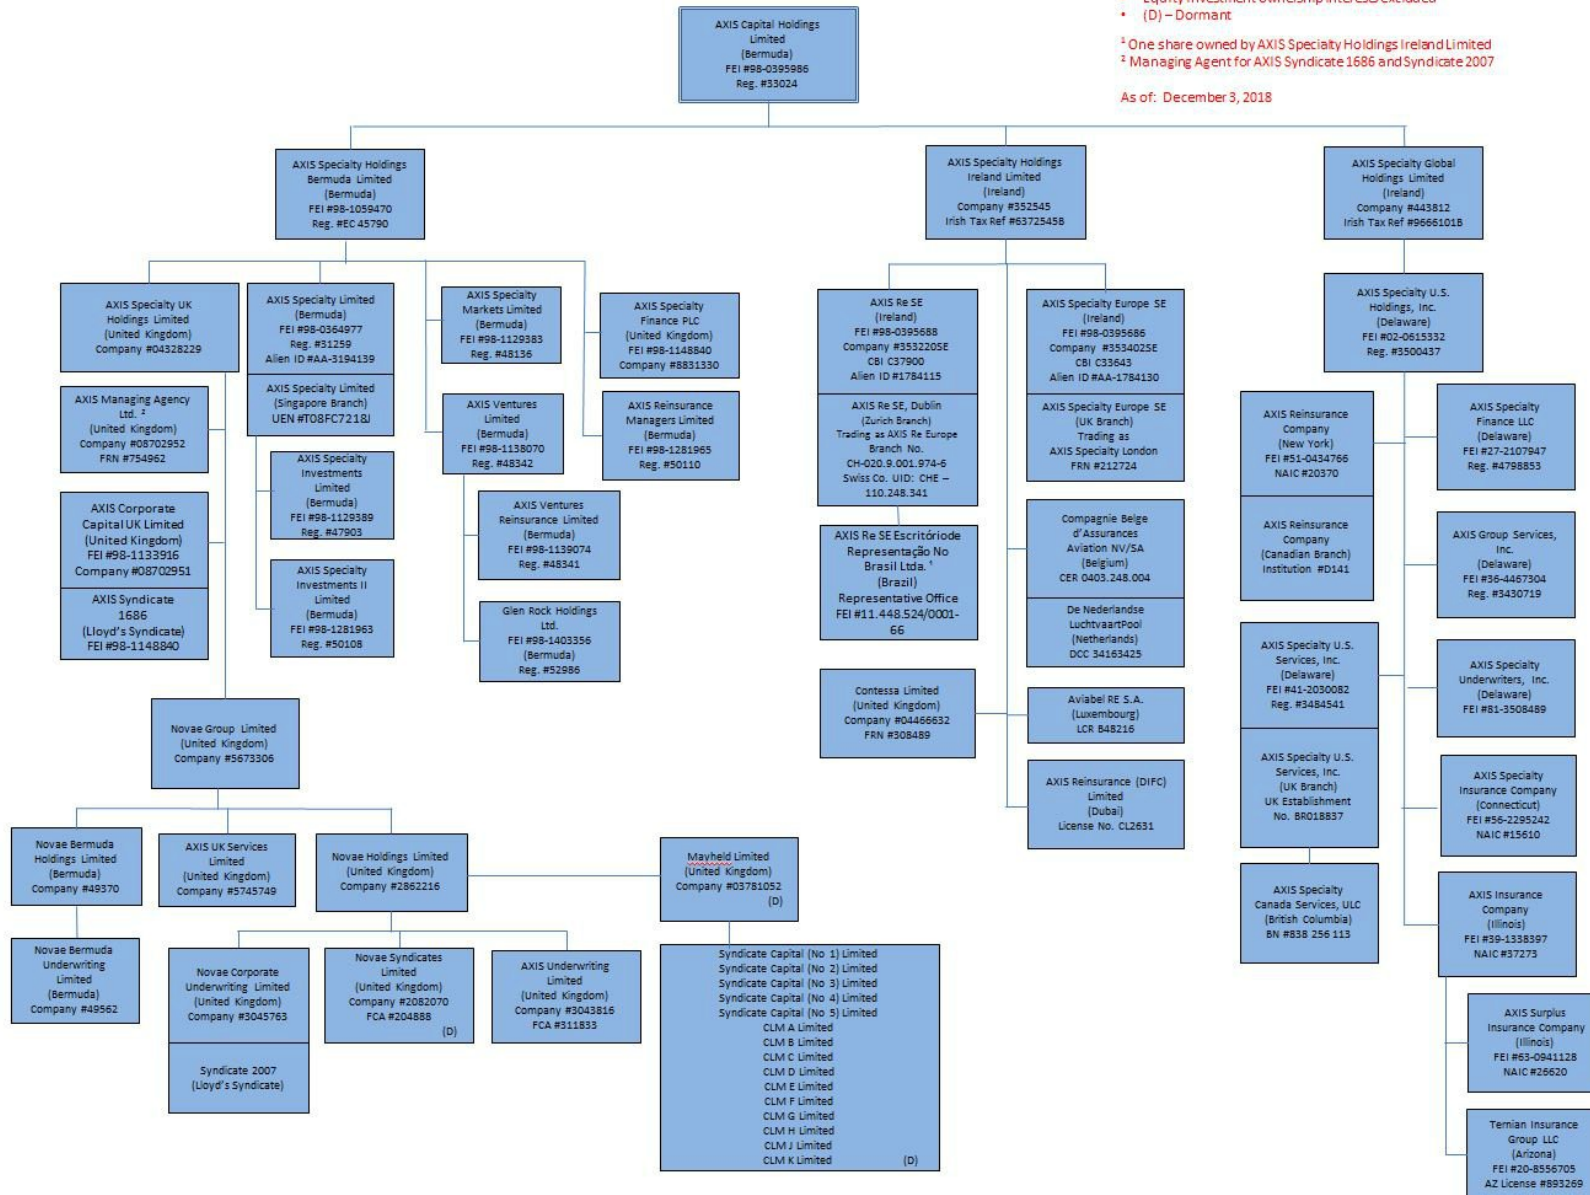 Equity investment ownership interests excluded
• (D) – Dormant
¹ One share owned by AXIS Specialty Holdings Ireland Limited
² Managing Agent for AXIS Syndicate 1686 and Syndicate 2007
As of: December 3, 2018
AXIS Capital Holdings
Limited
(Bermuda)
FEI #98-0395986
Reg. #33024
AXIS Specialty Holdings
Bermuda Limited
(Bermuda)
FEI #98-1059470
Reg. #EC 45790
AXIS Specialty Holdings
Ireland Limited
(Ireland)
Company #352545
Irish Tax Ref #6372545B
AXIS Specialty Global
Holdings Limited
(Ireland)
Company #443812
Irish Tax Ref #9666101B
AXIS Specialty UK
Holdings Limited
(United Kingdom)
Company #04328229
AXIS Specialty Limited
(Bermuda)
FEI #98-0364977
Reg. #31259
Alien ID #AA-3194139
AXIS Specialty Limited
(Singapore Branch)
UEN #T08FC7218J
AXIS Specialty
Markets Limited
(Bermuda)
FEI #98-1129383
Reg. #48136
AXIS Specialty
Finance PLC
(United Kingdom)
FEI #98-1148840
Company #8831330
AXIS Managing Agency
Ltd. ²
(United Kingdom)
Company #08702952
FRN #754962
AXIS Ventures
Limited
(Bermuda)
FEI #98-1138070
Reg. #48342
AXIS Reinsurance
Managers Limited
(Bermuda)
FEI #98-1281965
Reg. #50110
AXIS Specialty
Investments
Limited
(Bermuda)
FEI #98-1129389
Reg. #47903
AXIS Corporate
Capital UK Limited
(United Kingdom)
FEI #98-1133916
Company #08702951
AXIS Syndicate
1686
(Lloyd's Syndicate)
FEI #98-1148840
AXIS Ventures
Reinsurance Limited
(Bermuda)
FEI #98-1139074
Reg. #48341
AXIS Specialty
Investments II
Limited
(Bermuda)
FEI #98-1281963
Reg. #50108
Glen Rock Holdings
Ltd.
FEI #98-1403356
(Bermuda)
Reg. #52986
Novae Group Limited
(United Kingdom)
Company #5673306
Novae Bermuda
Holdings Limited
(Bermuda)
Company #49370
AXIS UK Services
Limited
(United Kingdom)
Company #5745749
Novae Holdings Limited
(United Kingdom)
Company #2862216
Mavheld Limited
(United Kingdom)
Company #03781052
(D)
Novae Bermuda
Underwriting
Limited
(Bermuda)
Company #49562
Novae Corporate
Underwriting Limited
(United Kingdom)
Company #3045763
Syndicate 2007
(Lloyd's Syndicate)
Novae Syndicates
Limited
(United Kingdom)
Company #2082070
FCA #204888
(D)
AXIS Underwriting
Limited
(United Kingdom)
Company #3043816
FCA #311833
Syndicate Capital (No 1) Limited
Syndicate Capital (No 2) Limited
Syndicate Capital (No 3) Limited
Syndicate Capital (No 4) Limited
Syndicate Capital (No 5) Limited
CLM A Limited
CLM B Limited
CLM C Limited
CLM D Limited
CLM E Limited
CLM F Limited
CLM G Limited
CLM H Limited
CLM J Limited
CLM K Limited (D)
AXIS Re SE
(Ireland)
FEI #98-0395688
Company #353220SE
CBI C37900
Alien ID #1784115
AXIS Re SE, Dublin
(Zurich Branch)
Trading as AXIS Re Europe
Branch No.
CH-020.9.001.974-6
Swiss Co. UID: CHE –
110.248.341
AXIS Re SE Escritóriode
Representação No
Brasil Ltda. ¹
(Brazil)
Representative Office
FEI #11.448.524/0001-
66
AXIS Specialty Europe SE
(Ireland)
FEI #98-0395686
Company #353402SE
CBI C33643
Alien ID #AA-1784130
AXIS Specialty Europe SE
(UK Branch)
Trading as
AXIS Specialty London
FRN #212724
Compagnie Belge
d'Assurances
Aviation NV/SA
(Belgium)
CER 0403.248.004
De Nederlandse
LuchtvaartPool
(Netherlands)
DCC 34163425
Contessa Limited
(United Kingdom)
Company #04466632
FRN #308489
Aviabel RE S.A.
(Luxembourg)
LCR B48216
AXIS Reinsurance (DIFC)
Limited
(Dubai)
License No. CL2631
AXIS Specialty U.S.
Holdings, Inc.
(Delaware)
FEI #02-0615332
Reg. #3500437
AXIS Reinsurance
Company
(New York)
FEI #51-0434766
NAIC #20370
AXIS Reinsurance
Company
(Canadian Branch)
Institution #D141
AXIS Specialty
Finance LLC
(Delaware)
FEI #27-2107947
Reg. #4798853
AXIS Group Services,
Inc.
(Delaware)
FEI #36-4467304
Reg. #3430719
AXIS Specialty U.S.
Services, Inc.
(Delaware)
FEI #41-2030082
Reg. #3484541
AXIS Specialty U.S.
Services, Inc.
(UK Branch)
UK Establishment
No. BR018837
AXIS Specialty
Underwriters, Inc.
(Delaware)
FEI #81-3508489
AXIS Specialty
Insurance Company
(Connecticut)
FEI #56-2295242
NAIC #15610
AXIS Specialty
Canada Services, ULC
(British Columbia)
BN #838 256 113
AXIS Insurance
Company
(Illinois)
FEI #39-1338397
NAIC #37273
AXIS Surplus
Insurance Company
(Illinois)
FEI #63-0941128
NAIC #26620
Ternian Insurance
Group LLC
(Arizona)
FEI #20-8556705
AZ License #893269